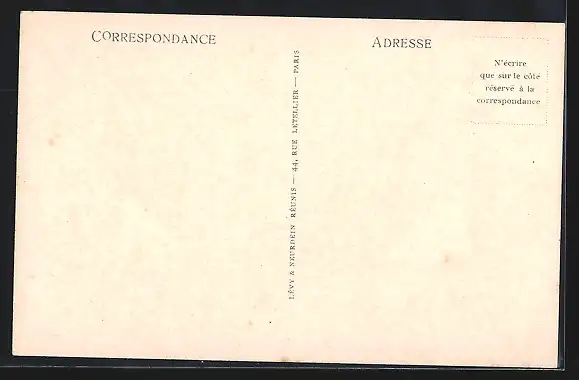 CORRESPONDANCE
LÉVY & NEURDEIN RÉUNIS — 44, RUE LETELLIER — PARIS
ADRESSE
N'écrire
que sur le côté
réservé à la
correspondance